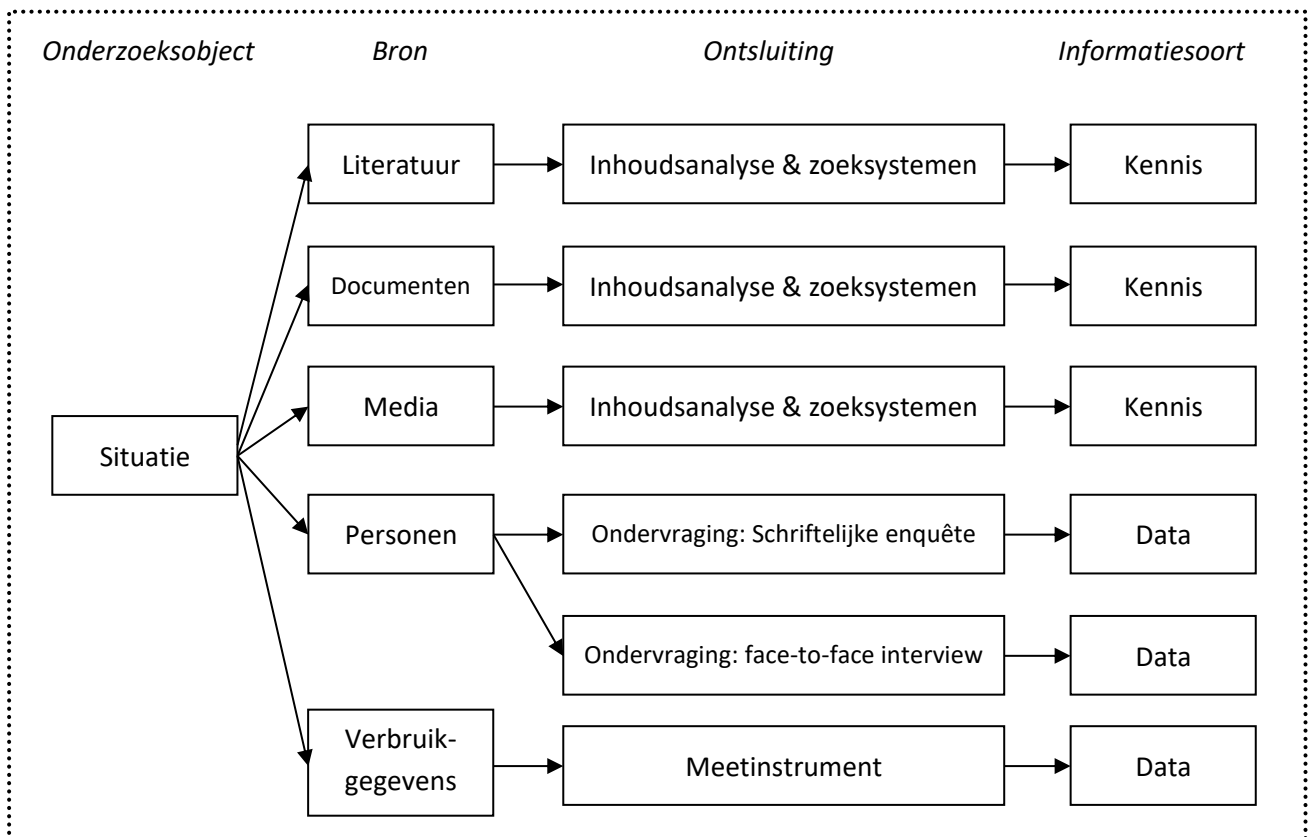 Onderzoeksobject Bron Ontsluiting Informatiesoort
Literatuur Inhoudsanalyse & zoeksystemen Kennis
Documenten Inhoudsanalyse & zoeksystemen Kennis
Media Inhoudsanalyse & zoeksystemen Kennis
Situatie
Personen Ondervraging: Schriftelijke enquête Data
Ondervraging: face-to-face interview Data
Verbruik-
gegevens
Meetinstrument Data